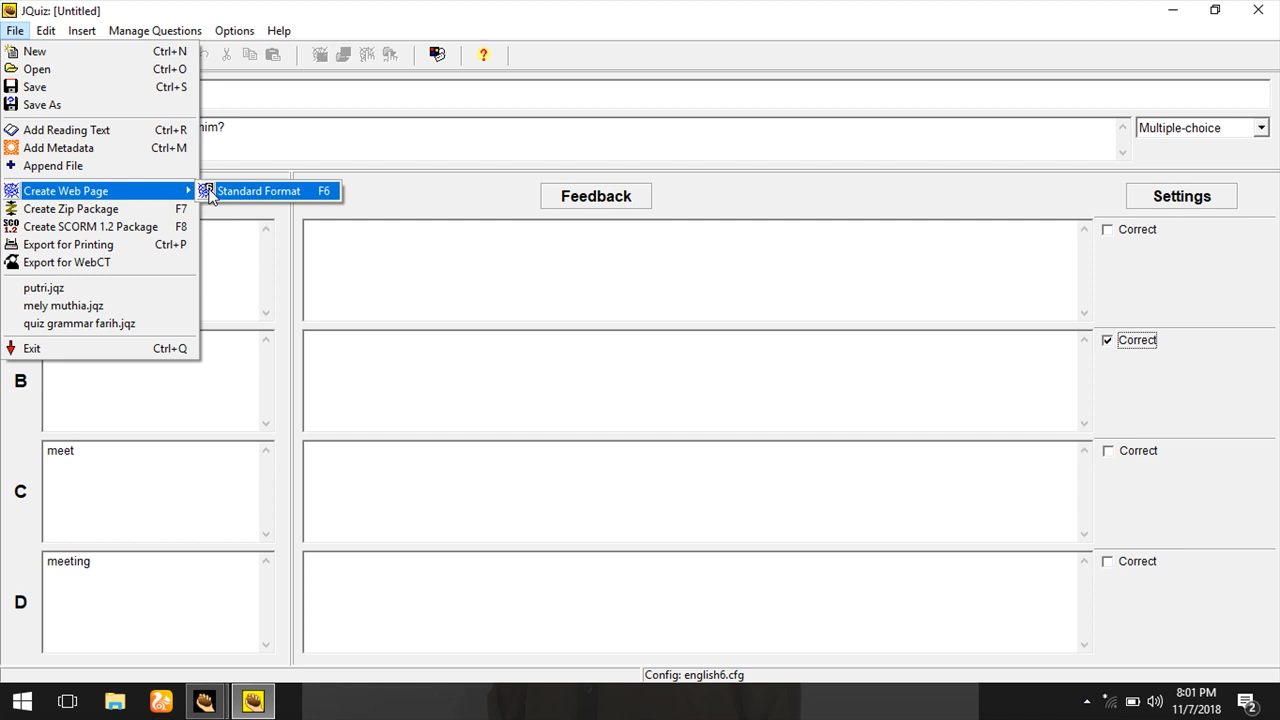 JQuiz: [Untitled]
File Edit Insert Manage Questions Options Help
New Ctrl+N
Open Ctrl+O
Save Ctrl+S
Save As
Add Reading Text Ctrl+R
Add Metadata Ctrl+M
Append File
Create Web Page
Standard Format F6
Create Zip Package F7
SCO 1.2 Create SCORM 1.2 Package F8
Export for Printing Ctrl+P
Export for WebCT
putri.jqz
mely muthia.jqz
quiz grammar farih.jqz
Exit Ctrl+Q
him?
Multiple-choice
Feedback
Settings
Correct
B
Correct
C
meet
Correct
D
meeting
Correct
Config: english6.cfg
8:01 PM
11/7/2018
2